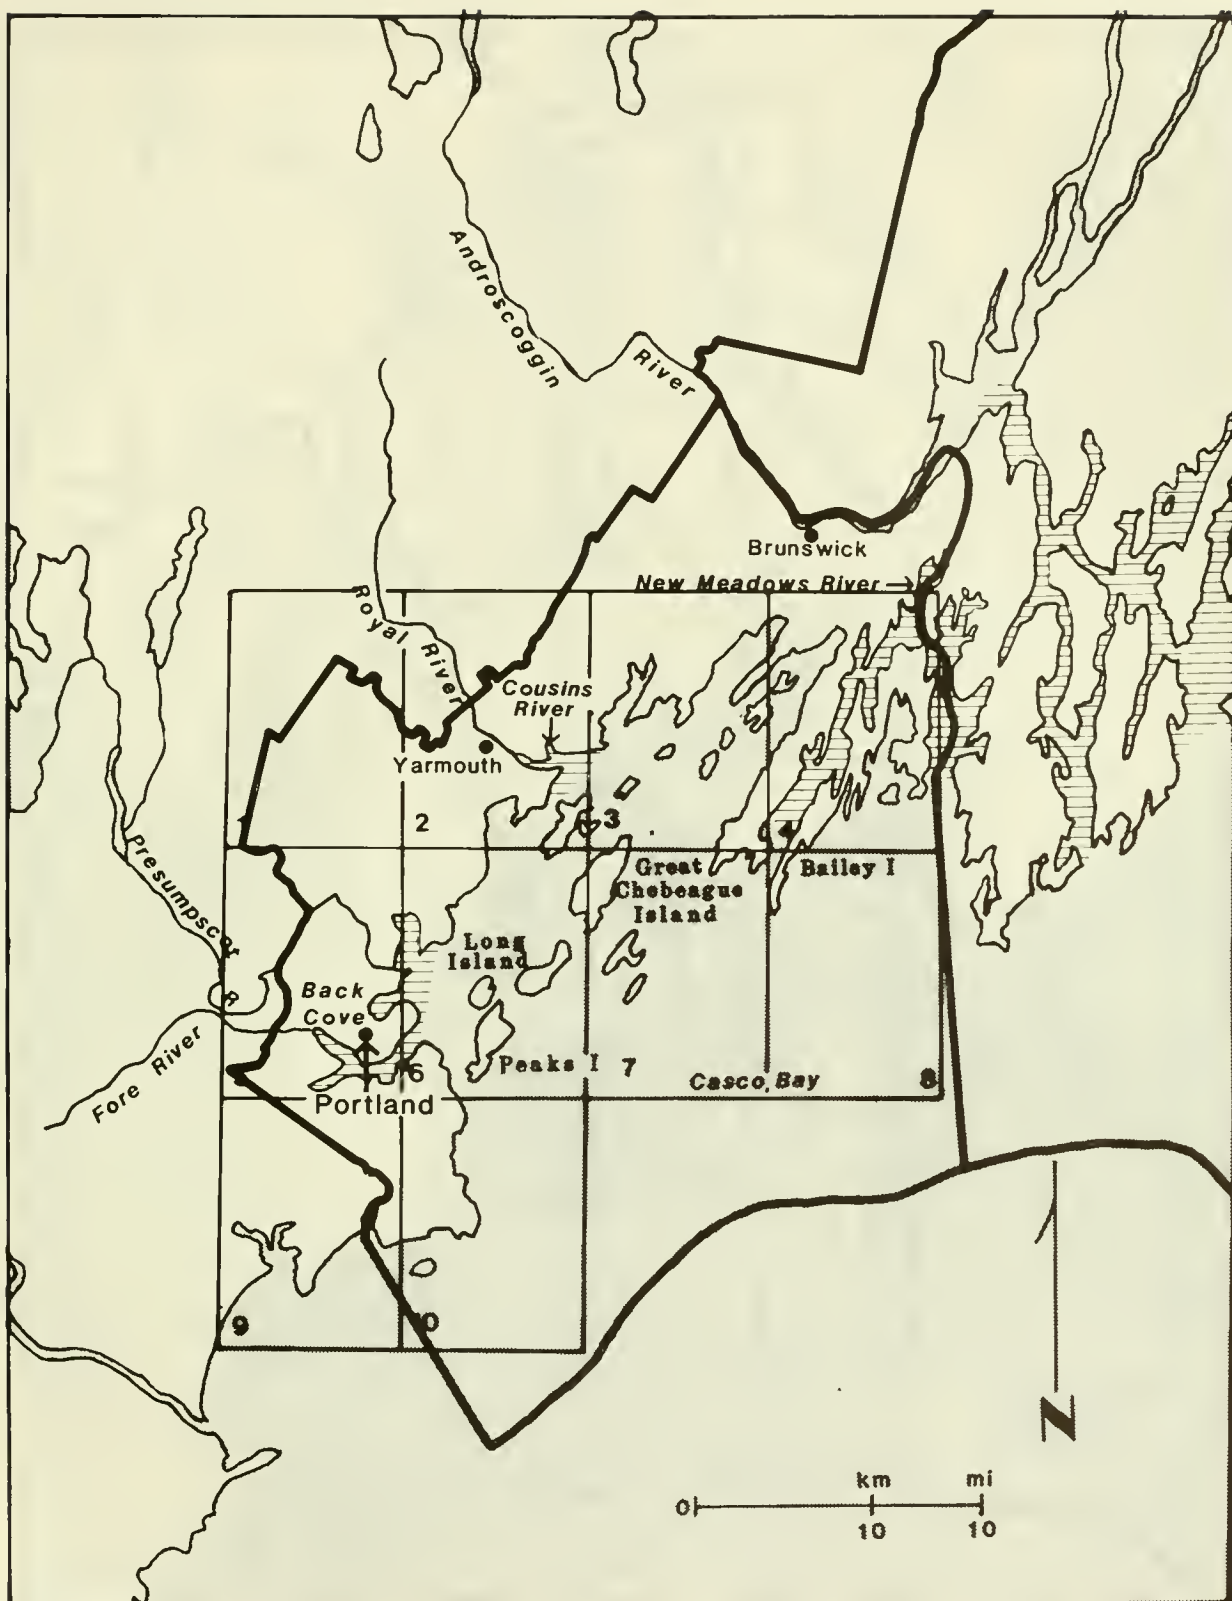 Androscoggin
River
Brunswick
New Meadows River
Royal River
Cousins
River
Yarmouth
2
3
4
Presumpscot
R
Great
Chebeague
Island
Bailey I
Long
Island
Back
Cove
Fore River
Peaks I
6
7
8
Casco Bay
Portland
9
10
N
km
mi
0
10
10